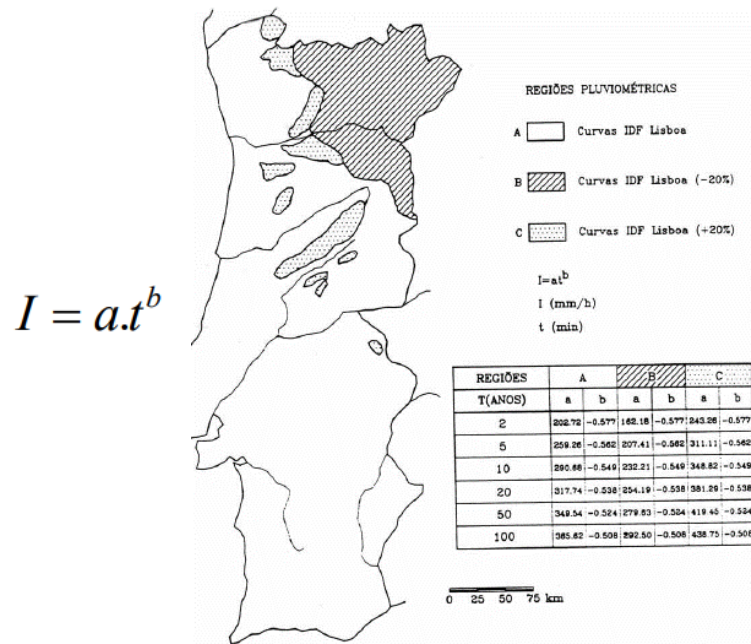 REGIÕES PLUVIOMÉTRICAS
A Curvas IDF Lisboa
B Curvas IDF Lisboa (-20%)
C Curvas IDF Lisboa (+20%)
I = a.t^b
I=at^b
I (mm/h)
t (min)
REGIÕES A B C
T(ANOS) a b a b a b
2 202.72 -0.577 162.18 -0.577 243.26 -0.577
5 259.26 -0.562 207.41 -0.562 311.11 -0.562
10 290.68 -0.549 232.21 -0.549 348.82 -0.549
20 317.74 -0.538 254.19 -0.538 381.29 -0.538
50 349.54 -0.524 279.63 -0.524 419.45 -0.524
100 365.62 -0.508 292.50 -0.508 438.75 -0.508
0 25 50 75 km